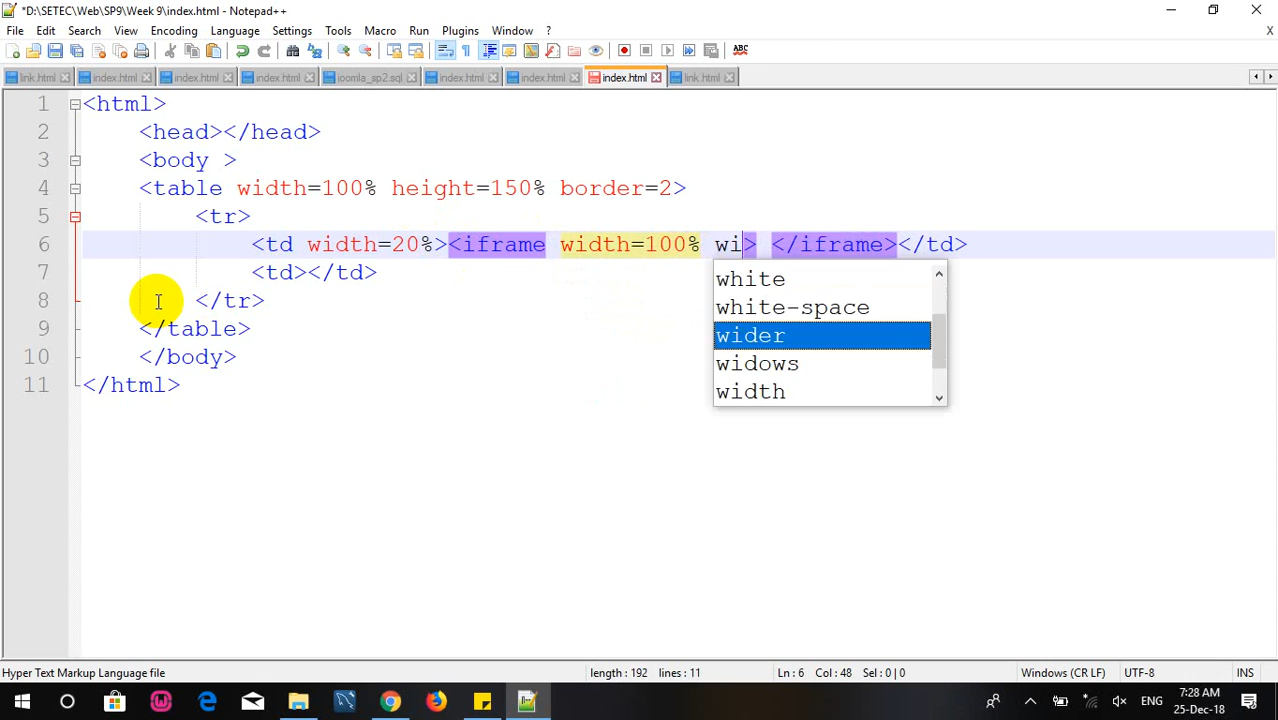 *D:\SETEC\Web\SP9\Week 9\index.html - Notepad++
File Edit Search View Encoding Language Settings Tools Macro Run Plugins Window ? X
link.html index.html index.html index.html joomla_sp2.sql index.html index.html index.html link.html
1 <html>
2 <head></head>
3 <body >
4 <table width=100% height=150% border=2>
5 <tr>
6 <td width=20%><iframe width=100% wi> </iframe></td>
7 <td></td>
8 </tr>
9 </table>
10 </body>
11 </html>
white
white-space
wider
widows
width
Hyper Text Markup Language file length : 192 lines : 11 Ln : 6 Col : 48 Sel : 0 | 0 Windows (CR LF) UTF-8 INS
ENG 7:28 AM
25-Dec-18